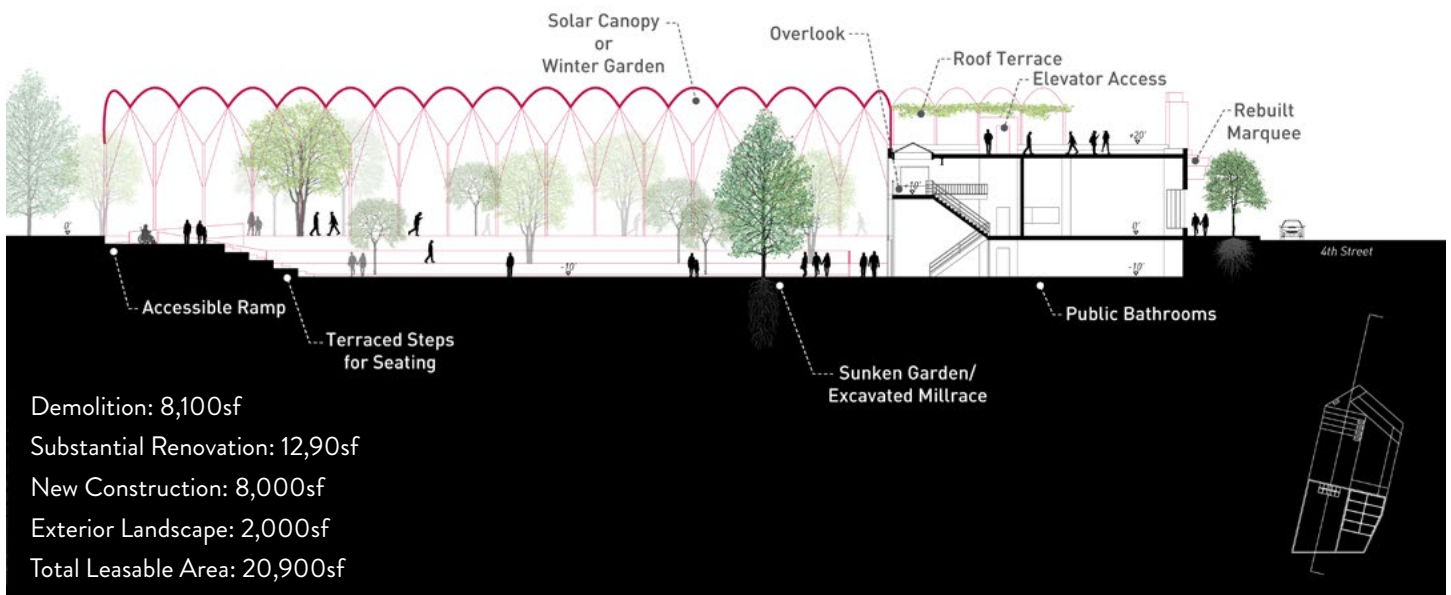 Solar Canopy
or
Winter Garden
Overlook
Roof Terrace
Elevator Access
Rebuilt
Marquee
+20'
+10'
0'
0'
-10'
-10'
4th Street
Accessible Ramp
Terraced Steps
for Seating
Public Bathrooms
Sunken Garden/
Excavated Millrace
Demolition: 8,100sf
Substantial Renovation: 12,90sf
New Construction: 8,000sf
Exterior Landscape: 2,000sf
Total Leasable Area: 20,900sf